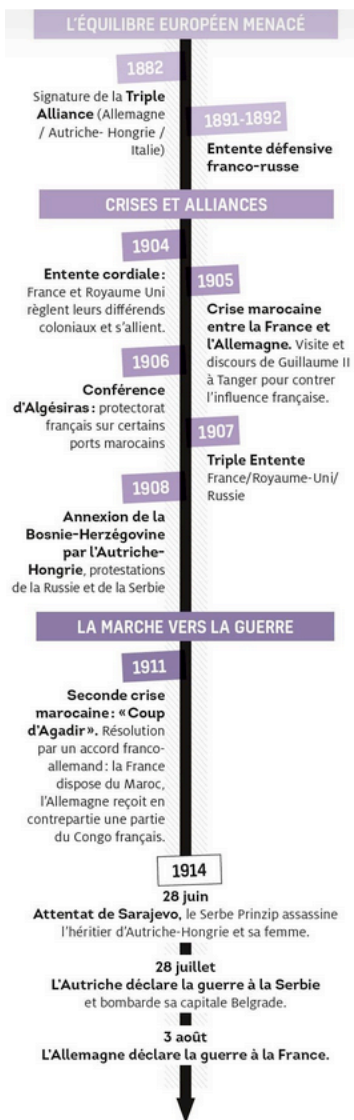 L'ÉQUILIBRE EUROPÉEN MENACÉ
1882
Signature de la Triple
Alliance (Allemagne
/ Autriche- Hongrie /
Italie)
1891-1892
Entente défensive
franco-russe
CRISES ET ALLIANCES
1904
Entente cordiale :
France et Royaume Uni
règlent leurs différends
coloniaux et s'allient.
1905
Crise marocaine
entre la France et
l'Allemagne. Visite et
discours de Guillaume II
à Tanger pour contrer
l'influence française.
1906
Conférence
d'Algésiras : protectorat
français sur certains
ports marocains
1907
Triple Entente
France/Royaume-Uni/
Russie
1908
Annexion de la
Bosnie-Herzégovine
par l'Autriche-
Hongrie, protestations
de la Russie et de la Serbie
LA MARCHE VERS LA GUERRE
1911
Seconde crise
marocaine : « Coup
d'Agadir ». Résolution
par un accord franco-
allemand : la France
dispose du Maroc,
l'Allemagne reçoit en
contrepartie une partie
du Congo français.
1914
28 juin
Attentat de Sarajevo, le Serbe Prinzip assassine
l'héritier d'Autriche-Hongrie et sa femme.
28 juillet
L'Autriche déclare la guerre à la Serbie
et bombarde sa capitale Belgrade.
3 août
L'Allemagne déclare la guerre à la France.